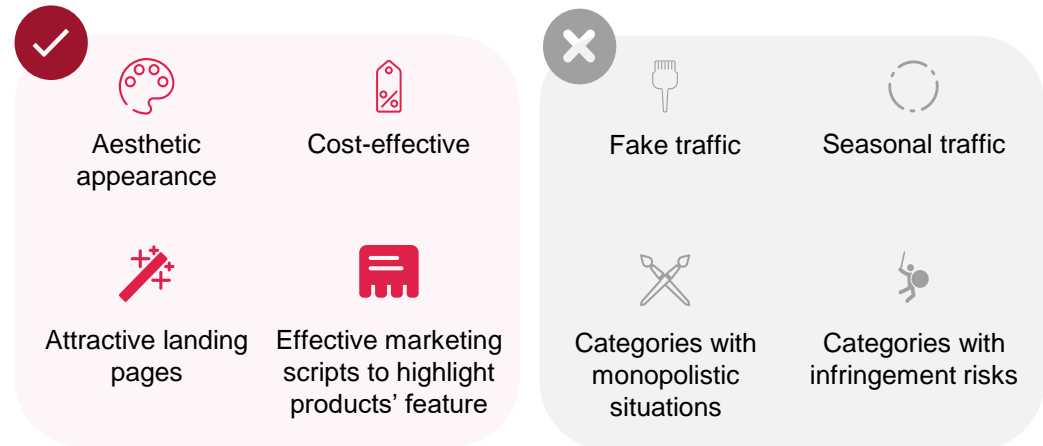 Aesthetic
appearance
Cost-effective
Attractive landing
pages
Effective marketing
scripts to highlight
products’ feature
Fake traffic
Seasonal traffic
Categories with
monopolistic
situations
Categories with
infringement risks